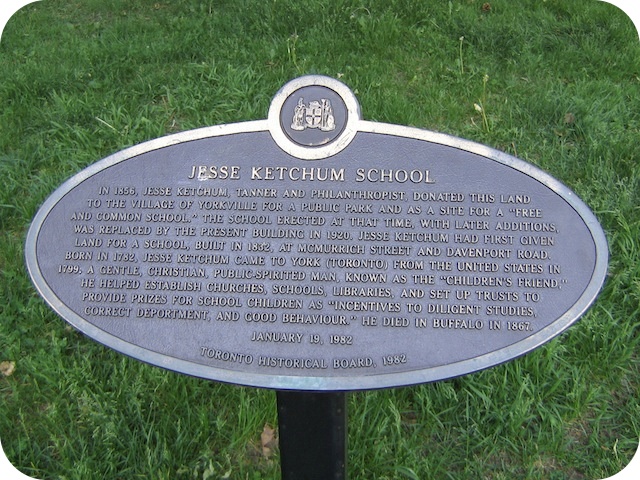 JESSE KETCHUM SCHOOL
IN 1856, JESSE KETCHUM, TANNER AND PHILANTHROPIST, DONATED THIS LAND
TO THE VILLAGE OF YORKVILLE FOR A PUBLIC PARK AND AS A SITE FOR A "FREE
AND COMMON SCHOOL." THE SCHOOL ERECTED AT THAT TIME, WITH LATER ADDITIONS,
WAS REPLACED BY THE PRESENT BUILDING IN 1920. JESSE KETCHUM HAD FIRST GIVEN
LAND FOR A SCHOOL, BUILT IN 1832, AT MCMURRICH STREET AND DAVENPORT ROAD.
BORN IN 1782, JESSE KETCHUM CAME TO YORK (TORONTO) FROM THE UNITED STATES IN
1799. A GENTLE, CHRISTIAN, PUBLIC-SPIRITED MAN, KNOWN AS THE "CHILDREN'S FRIEND,"
HE HELPED ESTABLISH CHURCHES, SCHOOLS, LIBRARIES, AND SET UP TRUSTS TO
PROVIDE PRIZES FOR SCHOOL CHILDREN AS "INCENTIVES TO DILIGENT STUDIES,
CORRECT DEPORTMENT, AND GOOD BEHAVIOUR." HE DIED IN BUFFALO IN 1867.
JANUARY 19, 1982
TORONTO HISTORICAL BOARD, 1982